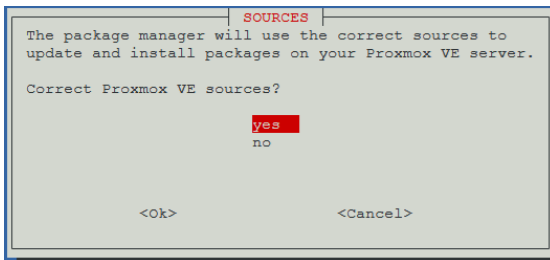 SOURCES
The package manager will use the correct sources to
update and install packages on your Proxmox VE server.
Correct Proxmox VE sources?
yes
no
<Ok> <Cancel>